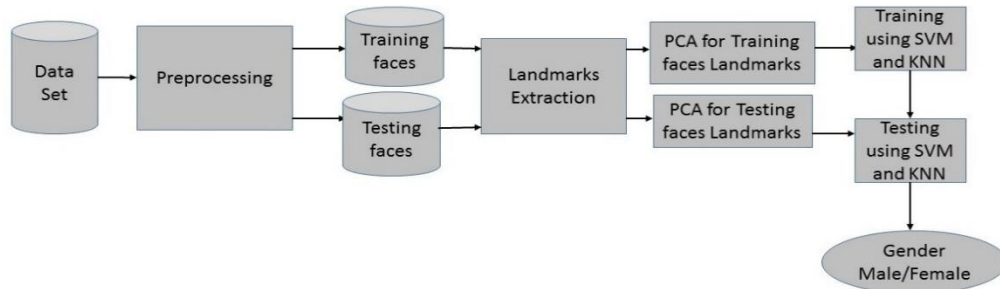 Data
Set
Preprocessing
Training
faces
Testing
faces
Landmarks
Extraction
PCA for Training
faces Landmarks
PCA for Testing
faces Landmarks
Training
using SVM
and KNN
Testing
using SVM
and KNN
Gender
Male/Female